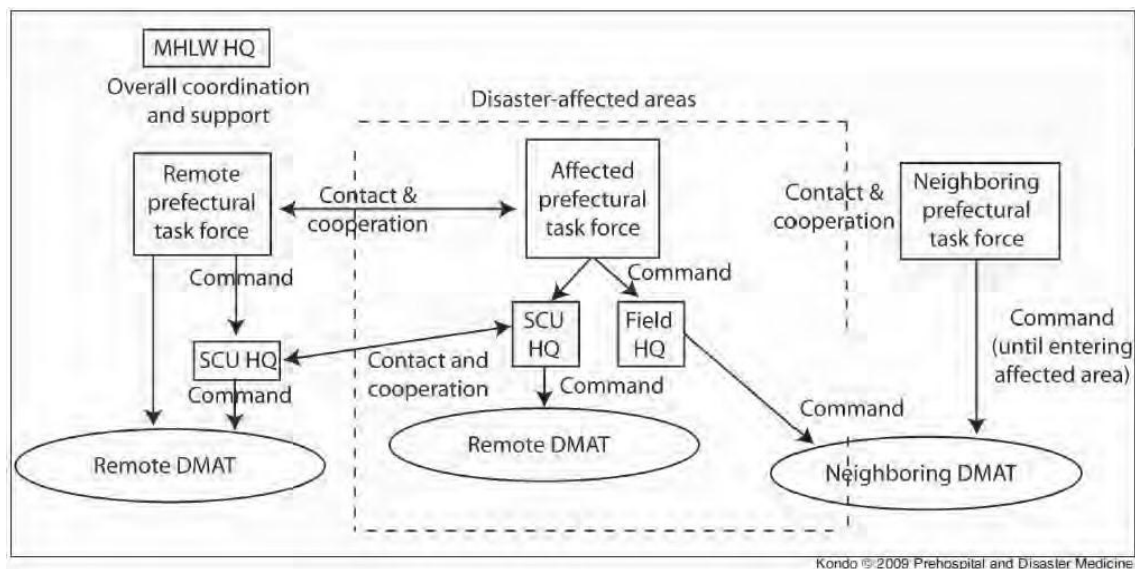 MHLW HQ
Overall coordination
and support
Disaster-affected areas
Remote
prefectural
task force
Contact &
cooperation
Affected
prefectural
task force
Contact &
cooperation
Neighboring
prefectural
task force
Command
Command
SCU HQ
Contact and
cooperation
SCU
HQ
Field
HQ
Command
(until entering
affected area)
Command
Command
Command
Remote DMAT
Remote DMAT
Neighboring DMAT
Kondo © 2009 Prehospital and Disaster Medicine